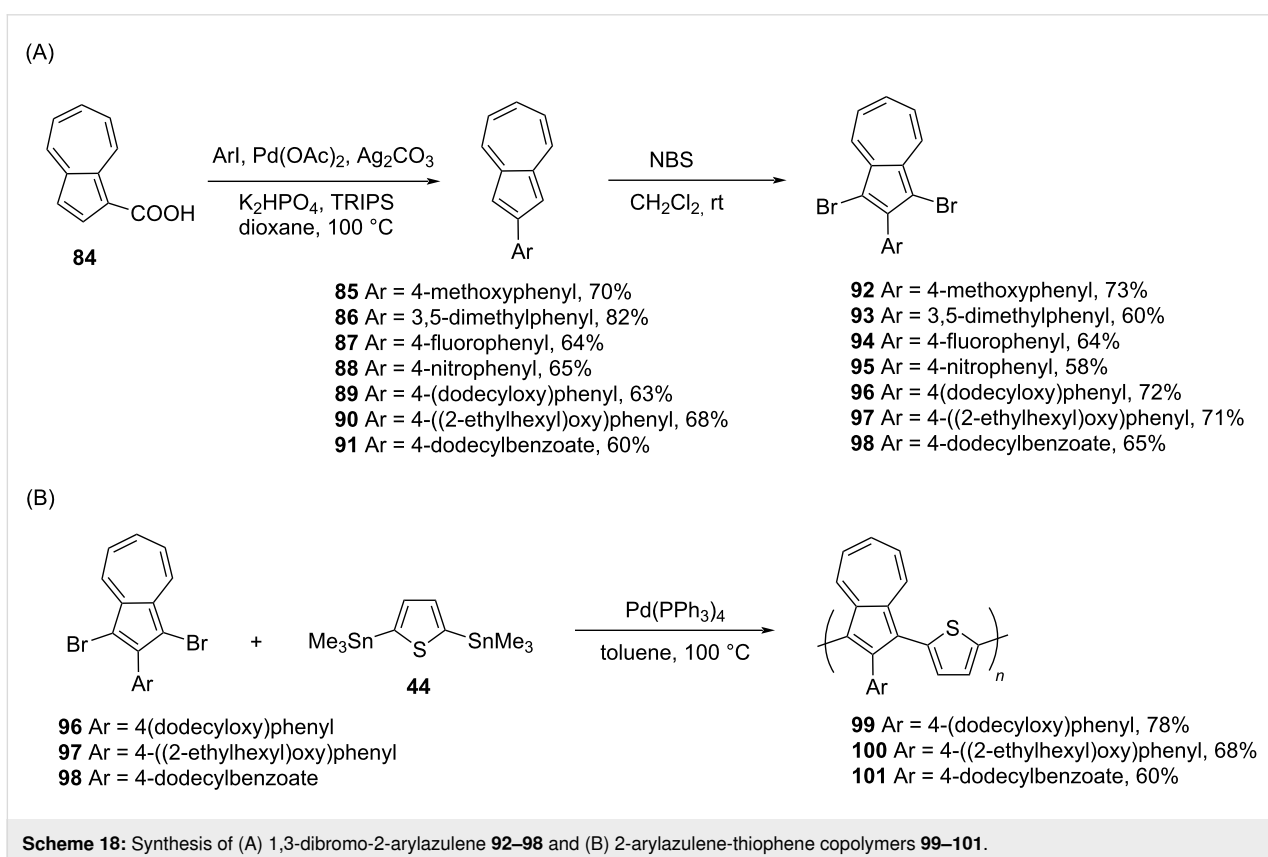 (A)
COOH
84
ArI, Pd(OAc)2, Ag2CO3
K2HPO4, TRIPS
dioxane, 100 °C
Ar
85 Ar = 4-methoxyphenyl, 70%
86 Ar = 3,5-dimethylphenyl, 82%
87 Ar = 4-fluorophenyl, 64%
88 Ar = 4-nitrophenyl, 65%
89 Ar = 4-(dodecyloxy)phenyl, 63%
90 Ar = 4-((2-ethylhexyl)oxy)phenyl, 68%
91 Ar = 4-dodecylbenzoate, 60%
NBS
CH2Cl2, rt
Br Br
Ar
92 Ar = 4-methoxyphenyl, 73%
93 Ar = 3,5-dimethylphenyl, 60%
94 Ar = 4-fluorophenyl, 64%
95 Ar = 4-nitrophenyl, 58%
96 Ar = 4(dodecyloxy)phenyl, 72%
97 Ar = 4-((2-ethylhexyl)oxy)phenyl, 71%
98 Ar = 4-dodecylbenzoate, 65%
(B)
Br Br
Ar
+
Me3Sn S SnMe3
44
96 Ar = 4(dodecyloxy)phenyl
97 Ar = 4-((2-ethylhexyl)oxy)phenyl
98 Ar = 4-dodecylbenzoate
Pd(PPh3)4
toluene, 100 °C
S
n
Ar
99 Ar = 4-(dodecyloxy)phenyl, 78%
100 Ar = 4-((2-ethylhexyl)oxy)phenyl, 68%
101 Ar = 4-dodecylbenzoate, 60%
Scheme 18: Synthesis of (A) 1,3-dibromo-2-arylazulene 92–98 and (B) 2-arylazulene-thiophene copolymers 99–101.